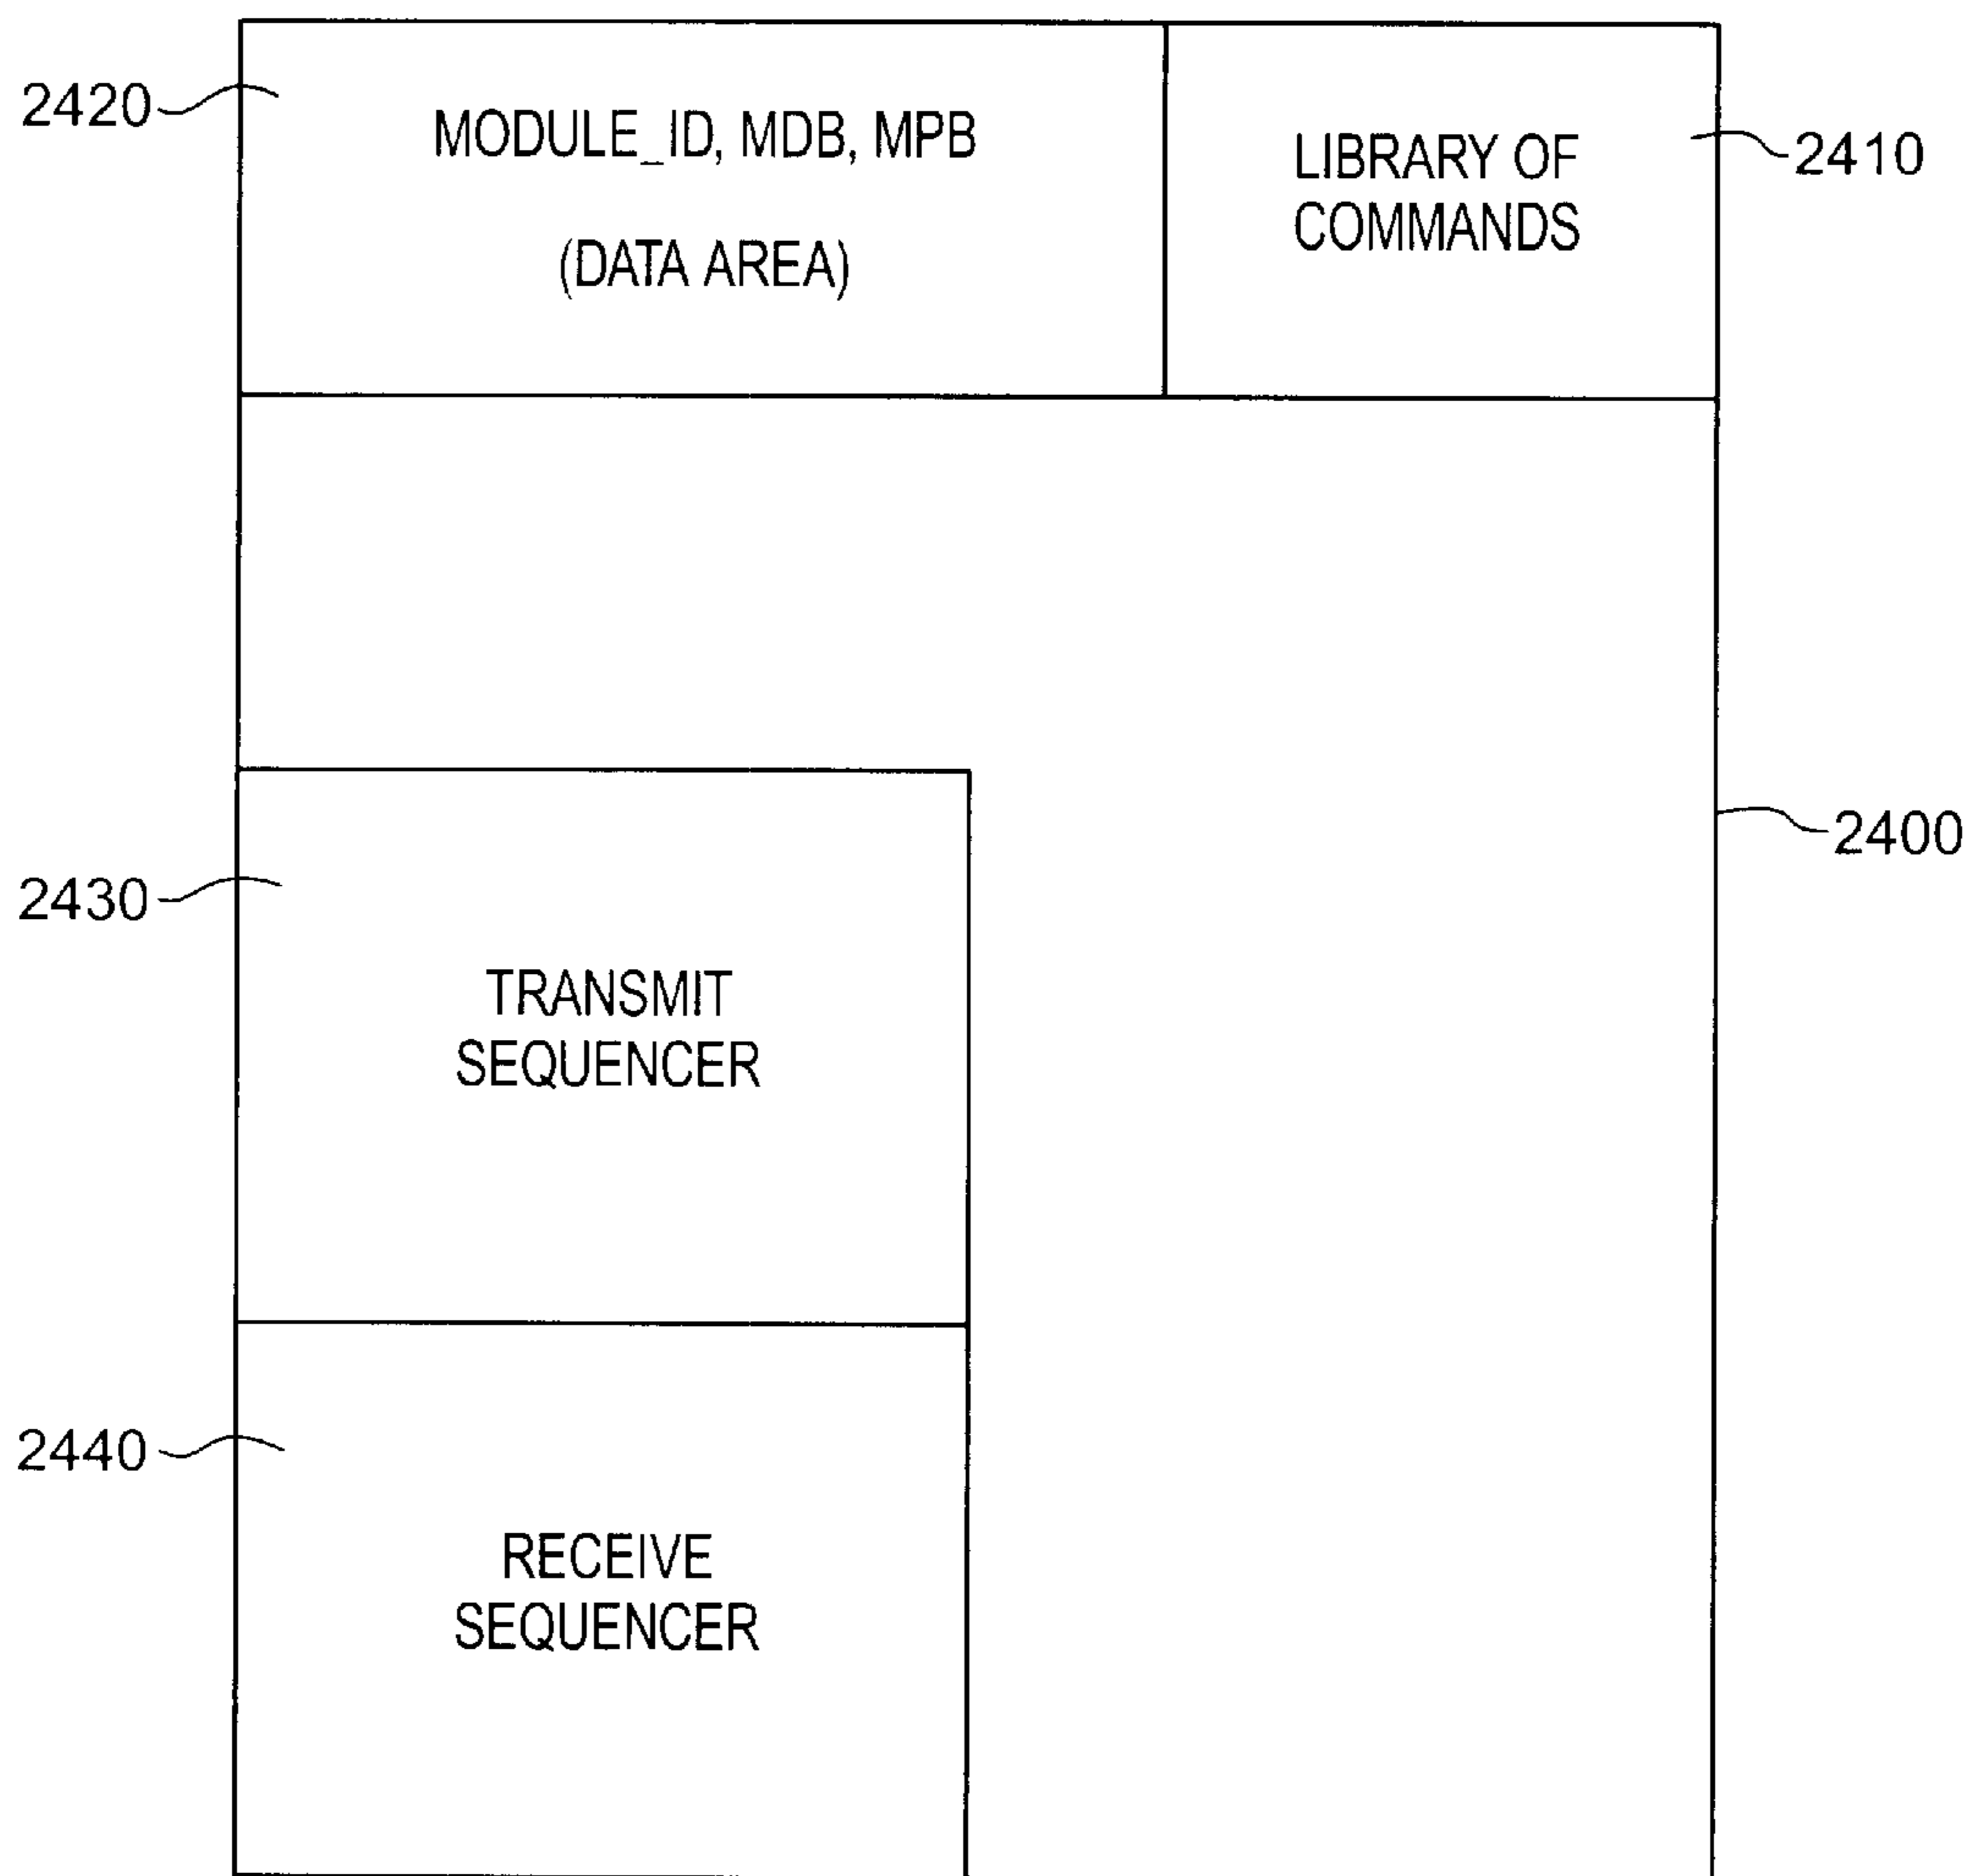 2420
MODULE_ID, MDB, MPB
(DATA AREA)
LIBRARY OF
COMMANDS
2410
2400
2430
TRANSMIT
SEQUENCER
2440
RECEIVE
SEQUENCER